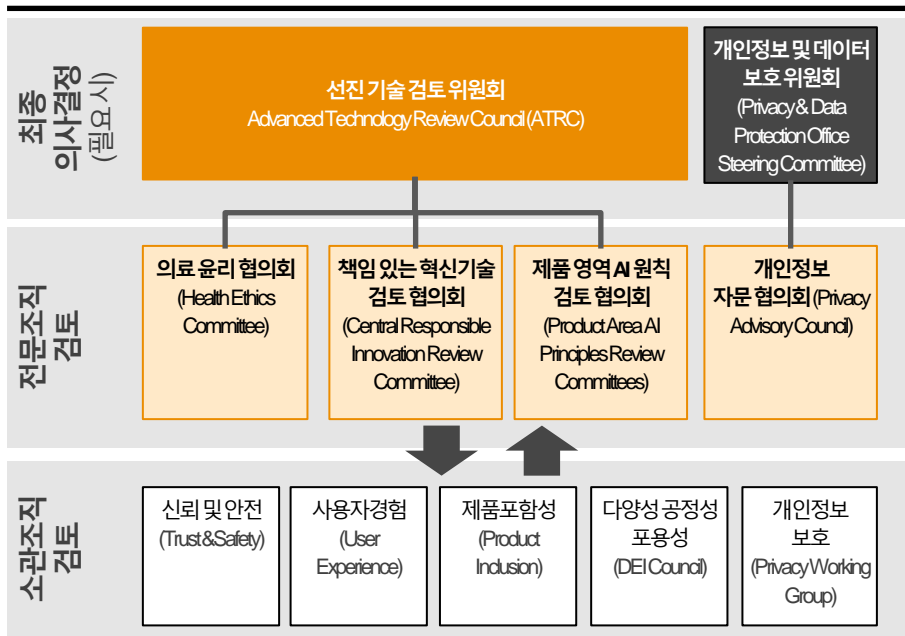 최종
의사결정
(필요 시)
선진 기술 검토 위원회
Advanced Technology Review Council (ATRC)
개인정보 및 데이터
보호 위원회
(Privacy & Data
Protection Office
Steering Committee)
전문조직
검토
의료 윤리 협의회
(Health Ethics
Committee)
책임 있는 혁신기술
검토 협의회
(Central Responsible
Innovation Review
Committee)
제품 영역 AI 원칙
검토 협의회
(Product Area AI
Principles Review
Committees)
개인정보
자문 협의회 (Privacy
Advisory Council)
소관조직
검토
신뢰 및 안전
(Trust & Safety)
사용자경험
(User
Experience)
제품포함성
(Product
Inclusion)
다양성 공정성
포용성
(DEI Council)
개인정보
보호
(Privacy Working
Group)